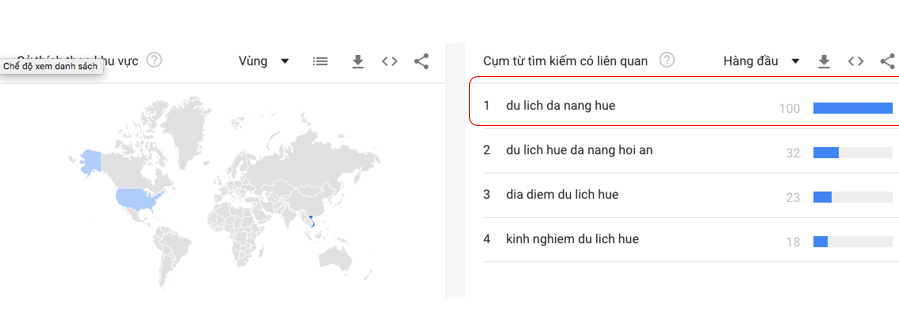 Sở thích theo khu vực
Vùng
Chế độ xem danh sách
Cụm từ tìm kiếm có liên quan
Hàng đầu
1 du lich da nang hue 100
2 du lich hue da nang hoi an 32
3 dia diem du lich hue 23
4 kinh nghiem du lich hue 18